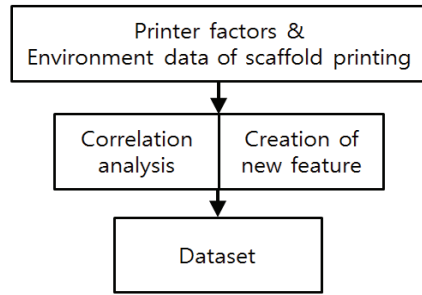 Printer factors &
Environment data of scaffold printing
Correlation
analysis
Creation of
new feature
Dataset